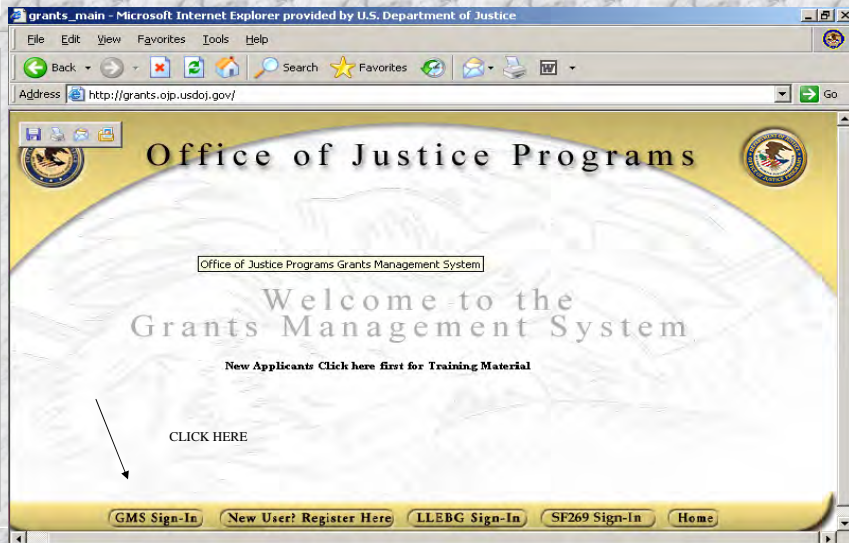 grants_main - Microsoft Internet Explorer provided by U.S. Department of Justice
File Edit View Favorites Tools Help
Back Search Favorites
Address http://grants.ojp.usdoj.gov/ Go
Office of Justice Programs
Office of Justice Programs Grants Management System
Welcome to the
Grants Management System
New Applicants Click here first for Training Material
CLICK HERE
GMS Sign-In New User? Register Here LLEBG Sign-In SF269 Sign-In Home